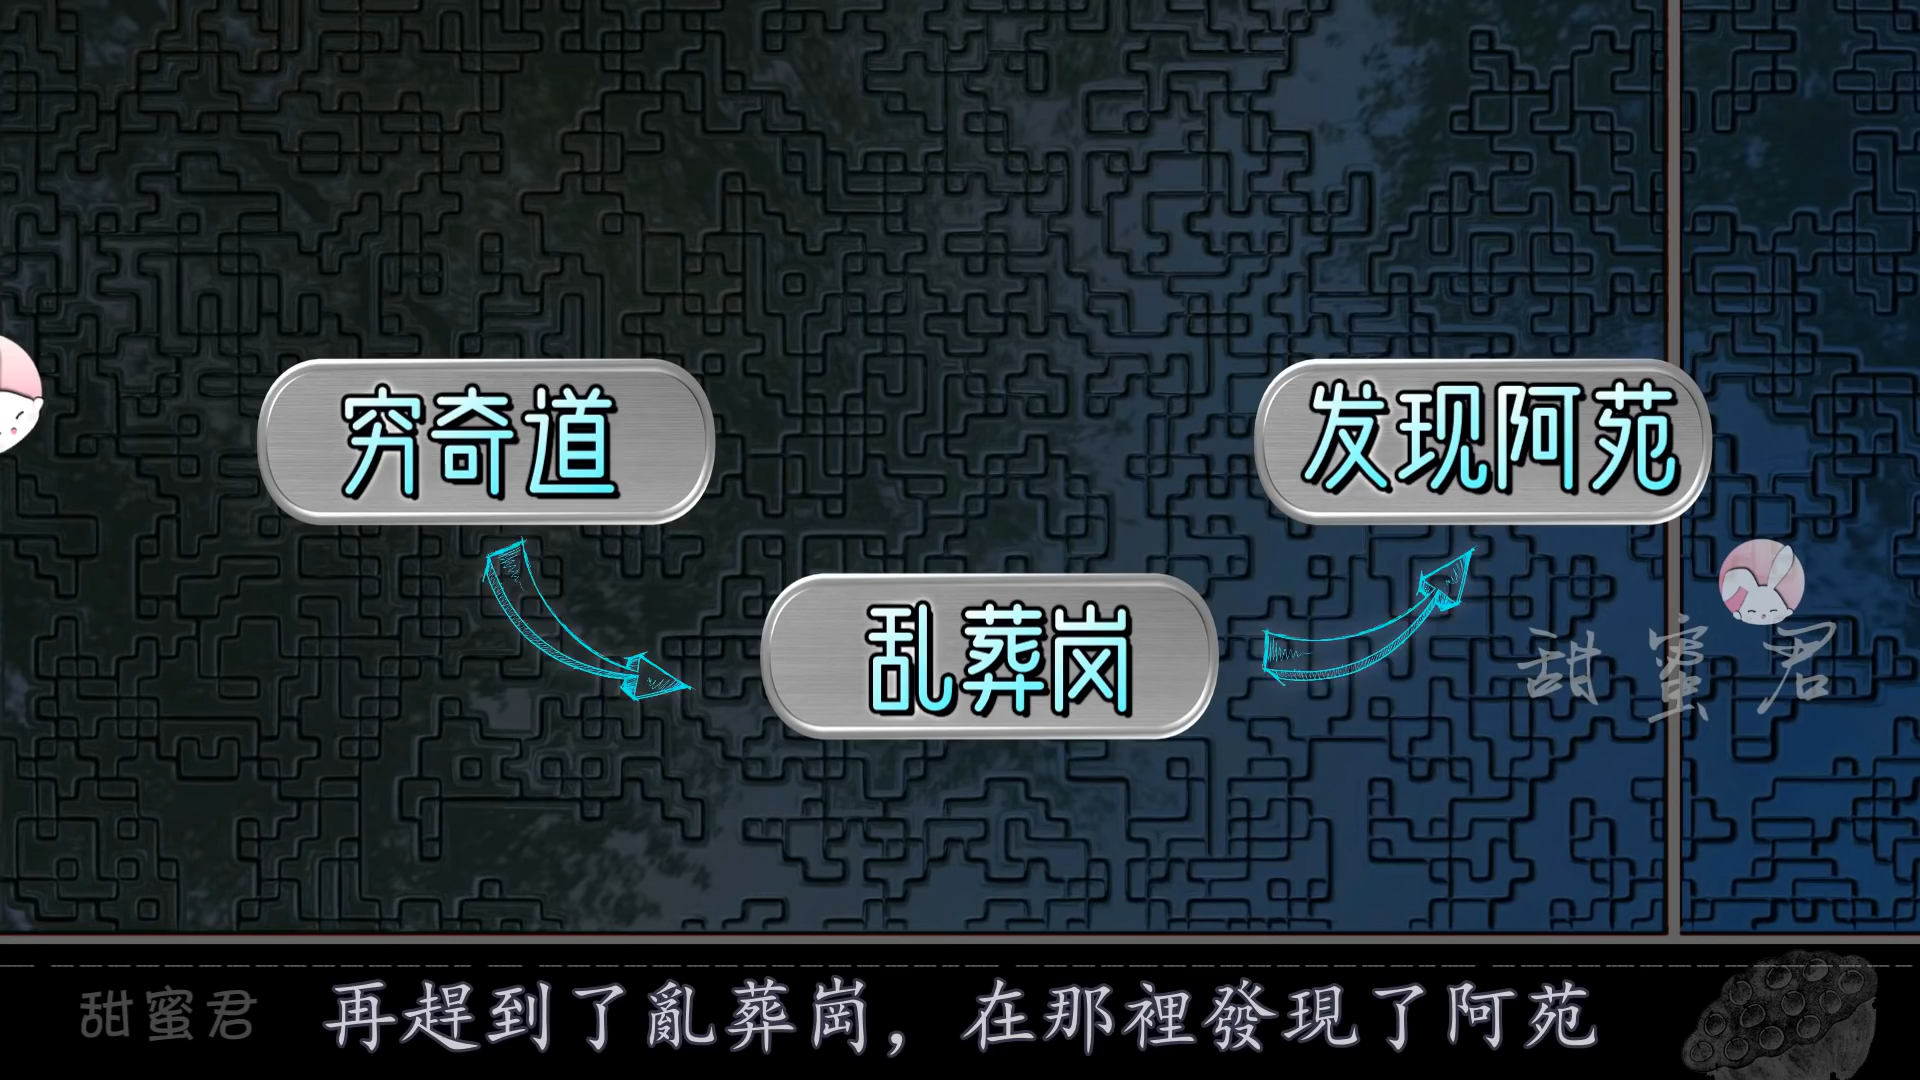 穷奇道
发现阿苑
乱葬岗
甜蜜君
甜蜜君
再趕到了亂葬崗，在那裡發現了阿苑